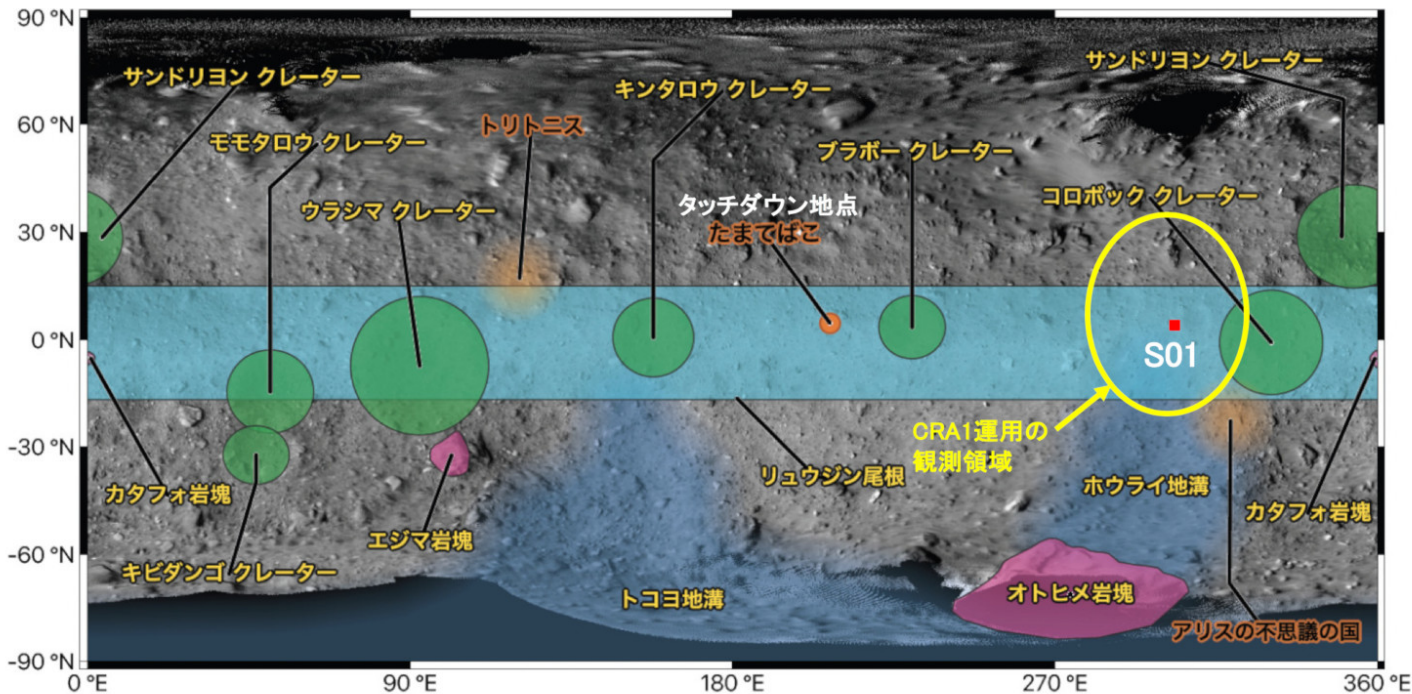 90 °N
60 °N
30 °N
0 °N
-30 °N
-60 °N
-90 °N
サンドリヨン クレーター
モモタロウ クレーター
ウラシマ クレーター
トリトニス
キンタロウ クレーター
タッチダウン地点
たまてばこ
ブラボー クレーター
サンドリヨン クレーター
コロボック クレーター
S01
CRA1運用の
観測領域
リュウジン尾根
ホウライ地溝
カタフォ岩塊
カタフォ岩塊
エジマ岩塊
キビダンゴ クレーター
トコヨ地溝
オトヒメ岩塊
アリスの不思議の国
0 °E
90 °E
180 °E
270 °E
360 °E